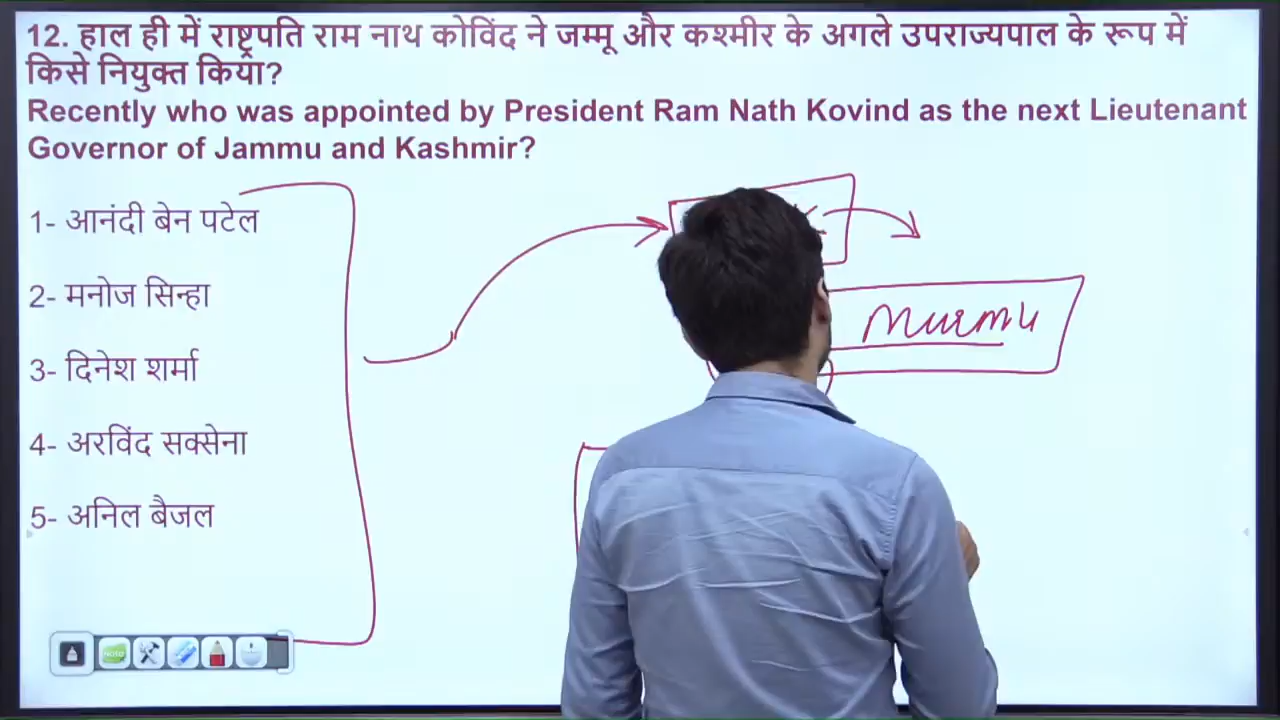 12. हाल ही में राष्ट्रपति राम नाथ कोविंद ने जम्मू और कश्मीर के अगले उपराज्यपाल के रूप में
किसे नियुक्त किया?
Recently who was appointed by President Ram Nath Kovind as the next Lieutenant
Governor of Jammu and Kashmir?
1- आनंदी बेन पटेल
2- मनोज सिन्हा
Murmu
3- दिनेश शर्मा
4- अरविंद सक्सेना
5- अनिल बैजल